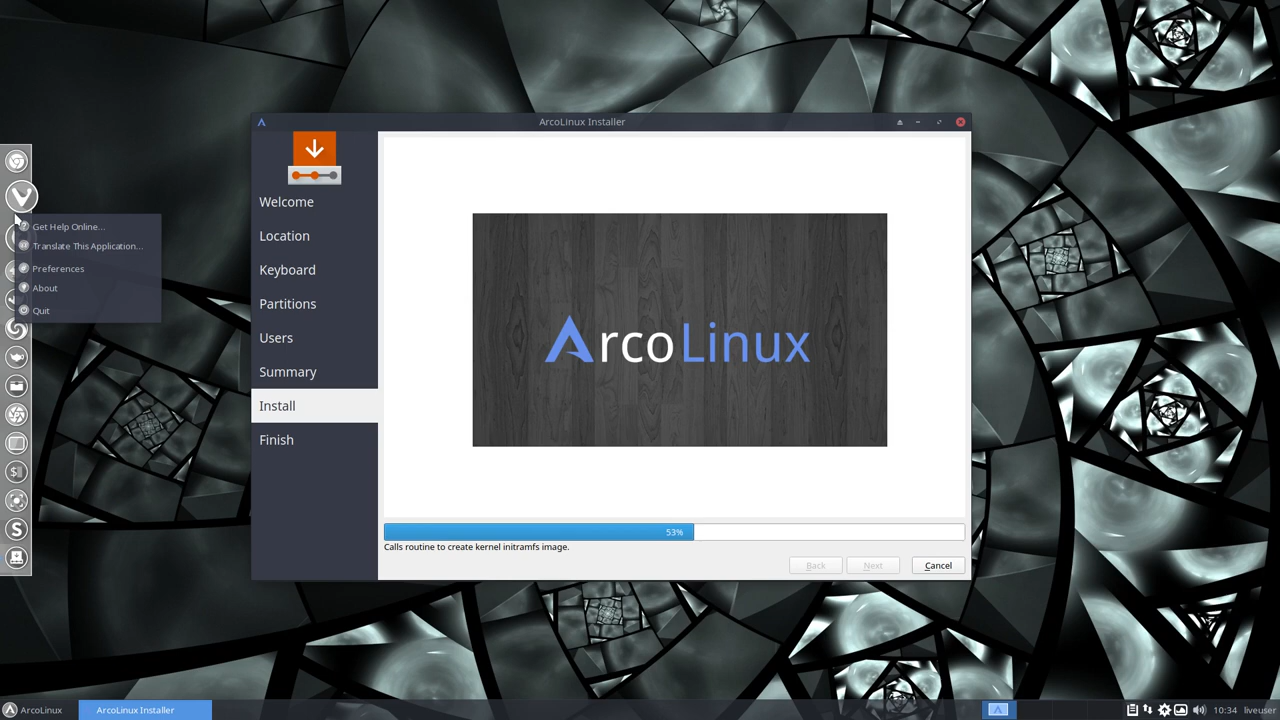 ArcoLinux Installer
Welcome
Location
Keyboard
Partitions
Users
Summary
Install
Finish
Get Help Online...
Translate This Application...
Preferences
About
Quit
ArcoLinux
53%
Calls routine to create kernel initramfs image.
Back
Next
Cancel
ArcoLinux
ArcoLinux Installer
10:34
liveuser